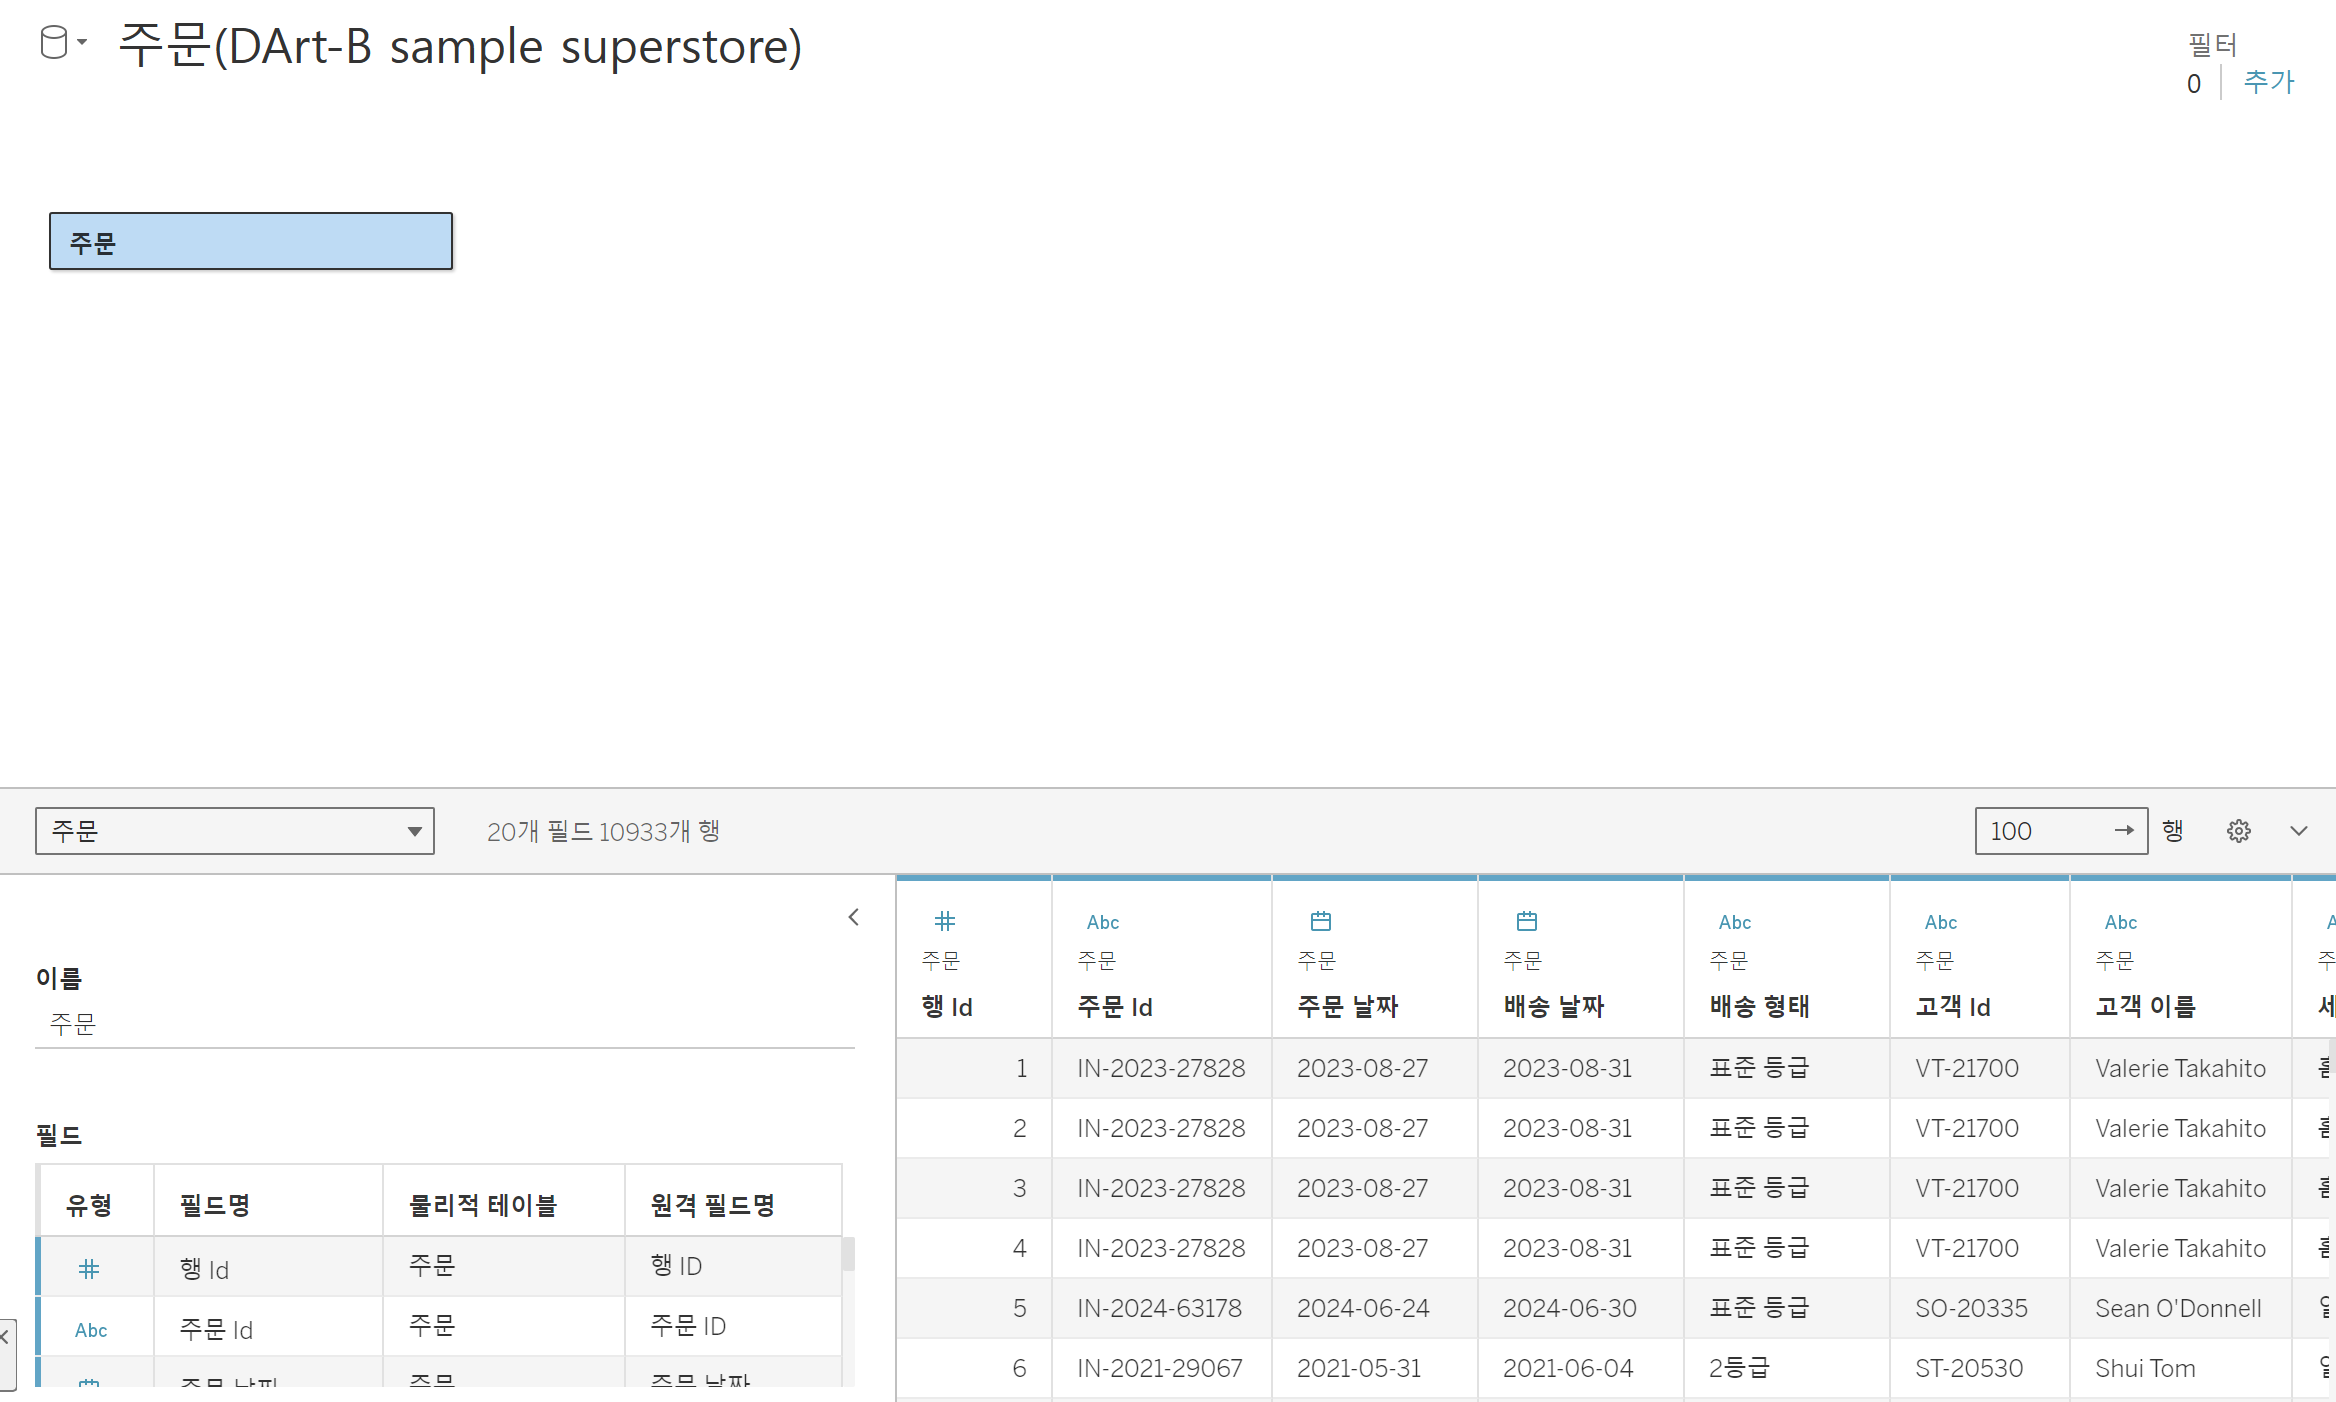 주문(DArt-B sample superstore)
필터
0 추가
주문
주문 20개 필드 10933개 행 100 행
이름
주문
필드
유형 필드명 물리적 테이블 원격 필드명
행 Id 주문 행 ID
Abc 주문 Id 주문 주문 ID
주문 날짜 주문 주문 날짜
Abc Abc Abc Abc
주문 주문 주문 주문 주문 주문 주문
행 Id 주문 Id 주문 날짜 배송 날짜 배송 형태 고객 Id 고객 이름
1 IN-2023-27828 2023-08-27 2023-08-31 표준 등급 VT-21700 Valerie Takahito
2 IN-2023-27828 2023-08-27 2023-08-31 표준 등급 VT-21700 Valerie Takahito
3 IN-2023-27828 2023-08-27 2023-08-31 표준 등급 VT-21700 Valerie Takahito
4 IN-2023-27828 2023-08-27 2023-08-31 표준 등급 VT-21700 Valerie Takahito
5 IN-2024-63178 2024-06-24 2024-06-30 표준 등급 SO-20335 Sean O'Donnell
6 IN-2021-29067 2021-05-31 2021-06-04 2등급 ST-20530 Shui Tom